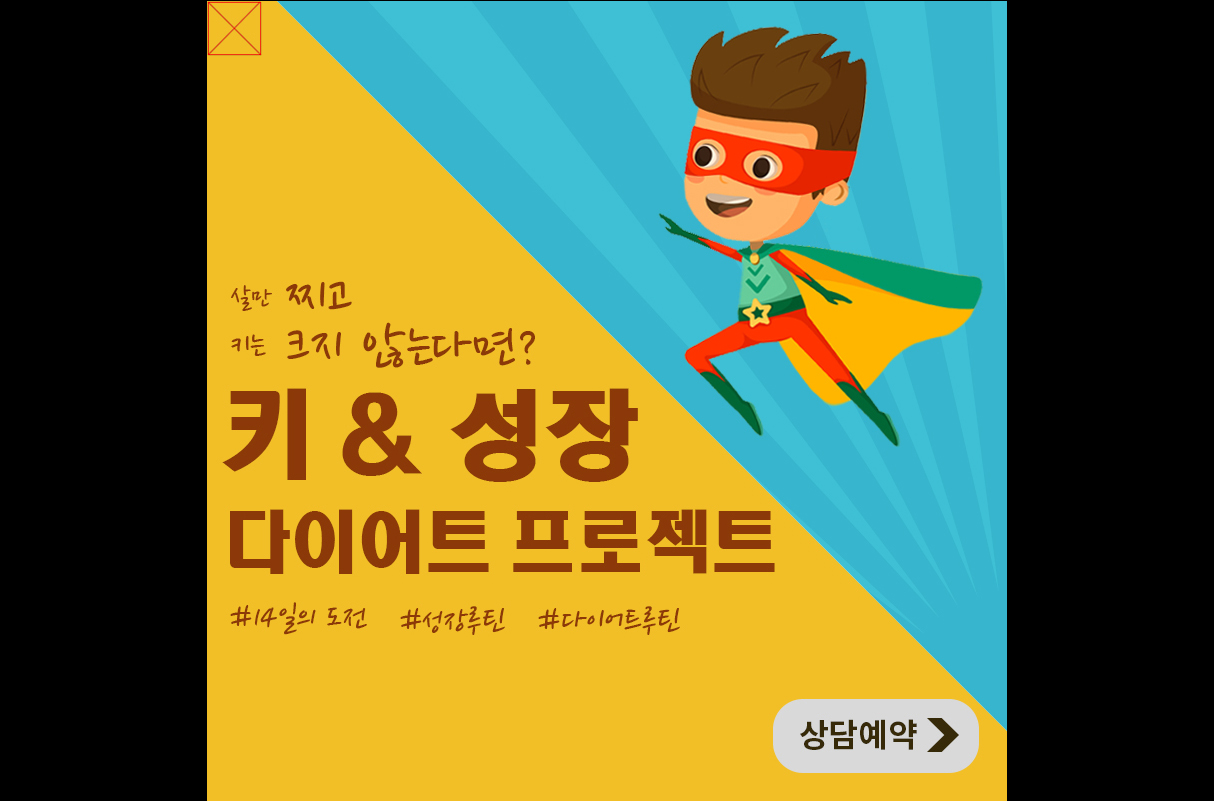 살만 찌고
키는 크지 않는다면?
키 & 성장
다이어트 프로젝트
#14일의 도전 #성장루틴 #다이어트루틴
상담예약